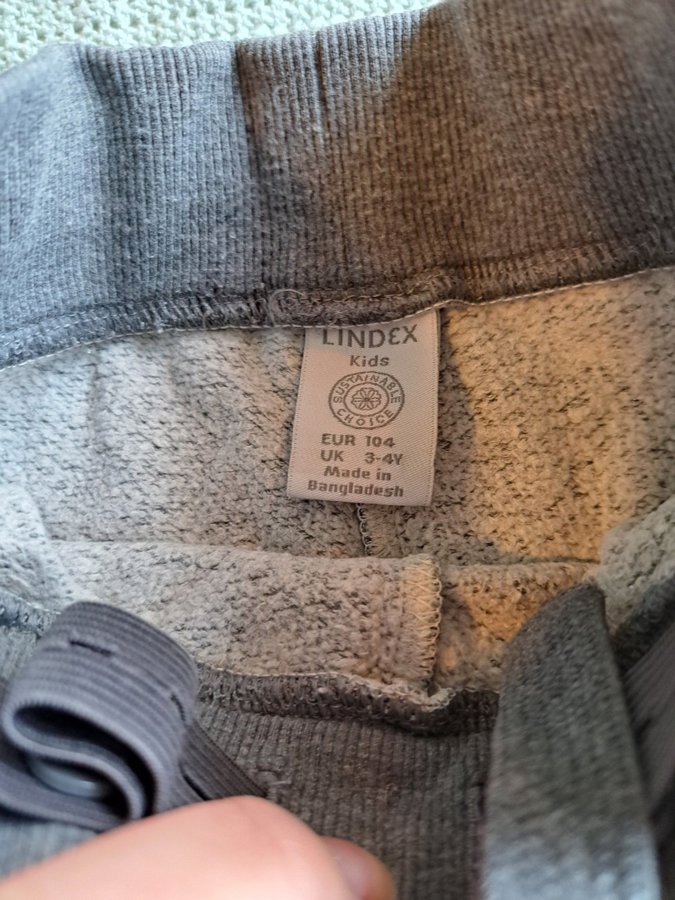 LINDEX
Kids
SUSTAINABLE
CHOICE
EUR 104
UK 3-4Y
Made in
Bangladesh